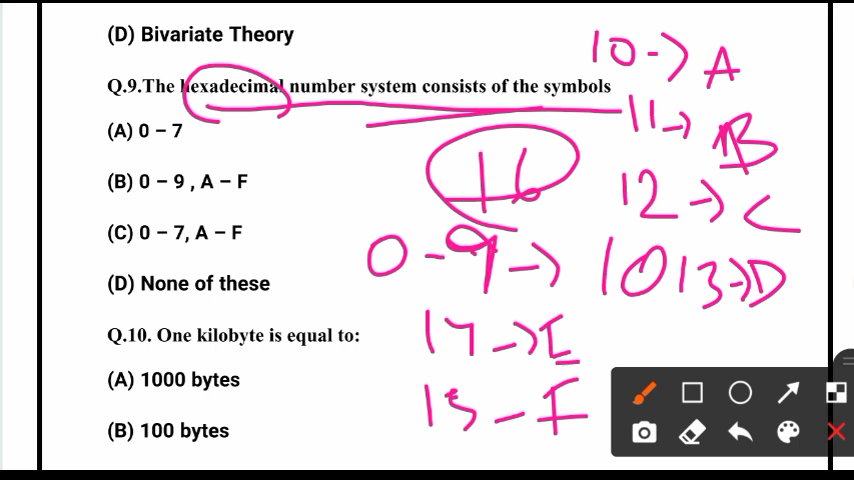 (D) Bivariate Theory
Q.9.The hexadecimal number system consists of the symbols
(A) 0 – 7
(B) 0 – 9 , A – F
(C) 0 – 7, A – F
(D) None of these
Q.10. One kilobyte is equal to:
(A) 1000 bytes
(B) 100 bytes
10 -> A
11 -> B
16
12 -> C
0 - 9 -> 10
13 -> D